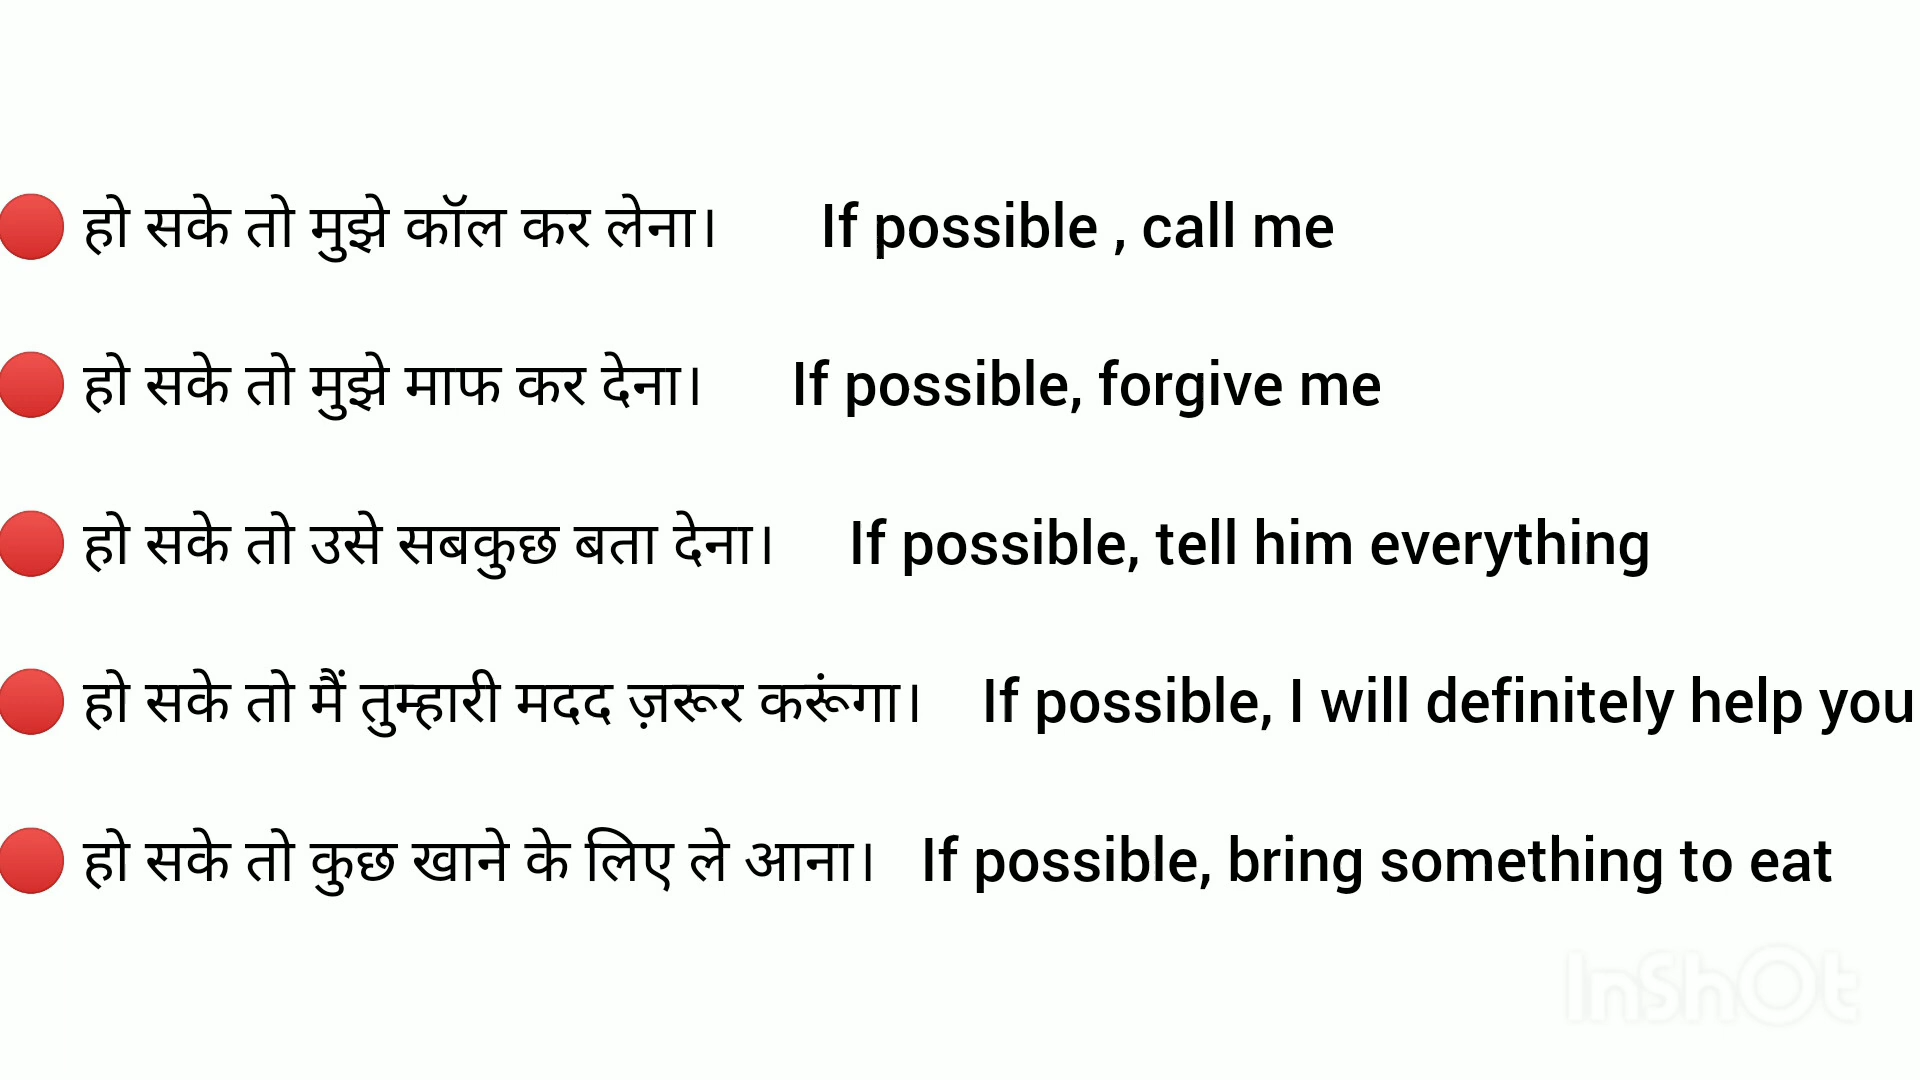 🔴 हो सके तो मुझे कॉल कर लेना। If possible , call me
🔴 हो सके तो मुझे माफ कर देना। If possible, forgive me
🔴 हो सके तो उसे सबकुछ बता देना। If possible, tell him everything
🔴 हो सके तो मैं तुम्हारी मदद ज़रूर करूंगा। If possible, I will definitely help you
🔴 हो सके तो कुछ खाने के लिए ले आना। If possible, bring something to eat
InShOt